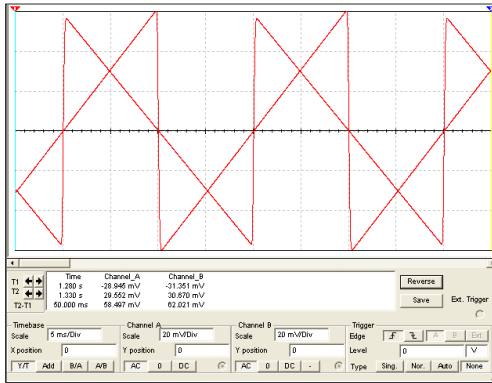 1 2
Time Channel_A Channel_B
T1 1.280 s -28.945 mV -31.351 mV
T2 1.330 s 29.552 mV 30.670 mV
T2-T1 50.000 ms 58.497 mV 62.021 mV
Reverse
Save
Ext. Trigger
Timebase Channel A Channel B Trigger
Scale 5 ms/Div Scale 20 mV/Div Scale 20 mV/Div Edge A B Ext
X position 0 Y position 0 Y position 0 Level 0 V
Y/T Add B/A A/B AC 0 DC AC 0 DC - Type Sing. Nor. Auto None